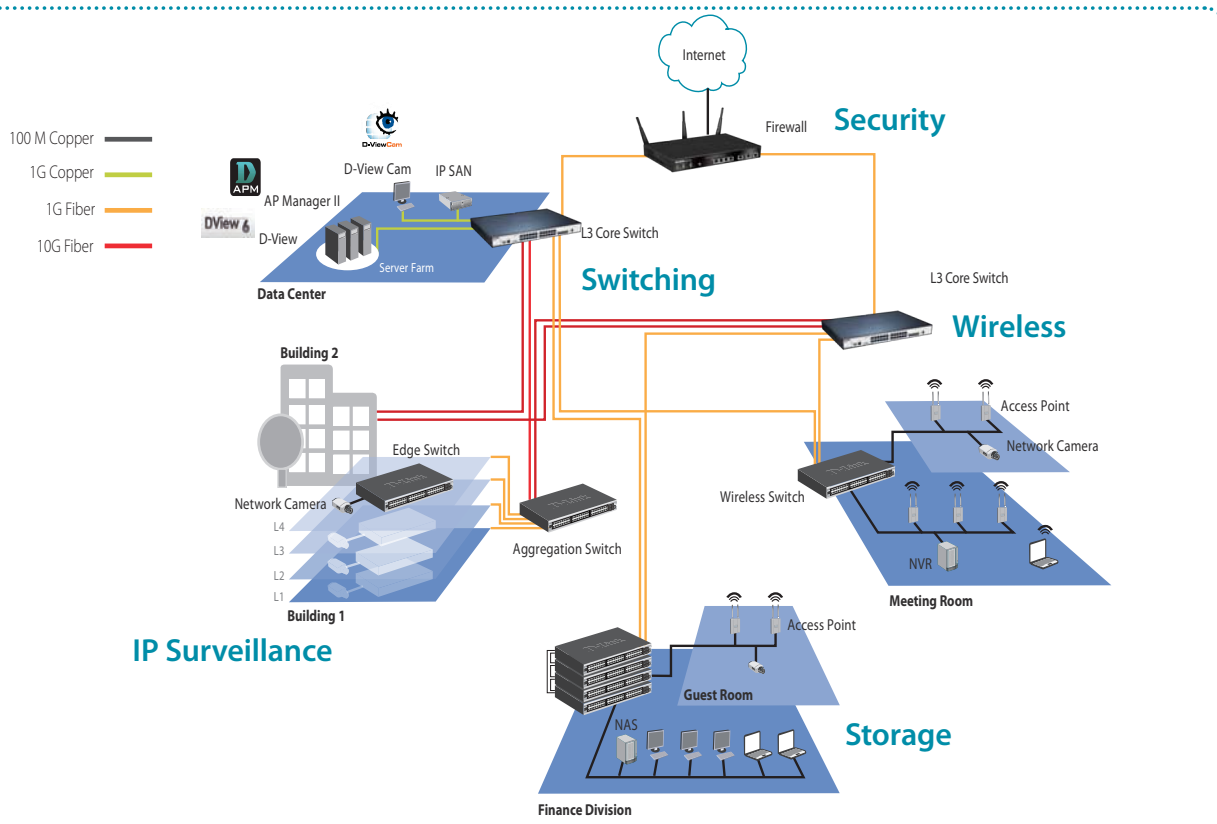 Internet
Firewall
Security
100 M Copper
1G Copper
1G Fiber
10G Fiber
D-ViewCam
D-View Cam
IP SAN
D
APM
AP Manager II
DView 6
D-View
Server Farm
Data Center
L3 Core Switch
Switching
L3 Core Switch
Wireless
Building 2
Edge Switch
Network Camera
L4
L3
L2
L1
Building 1
D-Link
Aggregation Switch
IP Surveillance
Access Point
Network Camera
Wireless Switch
NVR
Meeting Room
D-Link
Access Point
Guest Room
NAS
Storage
Finance Division